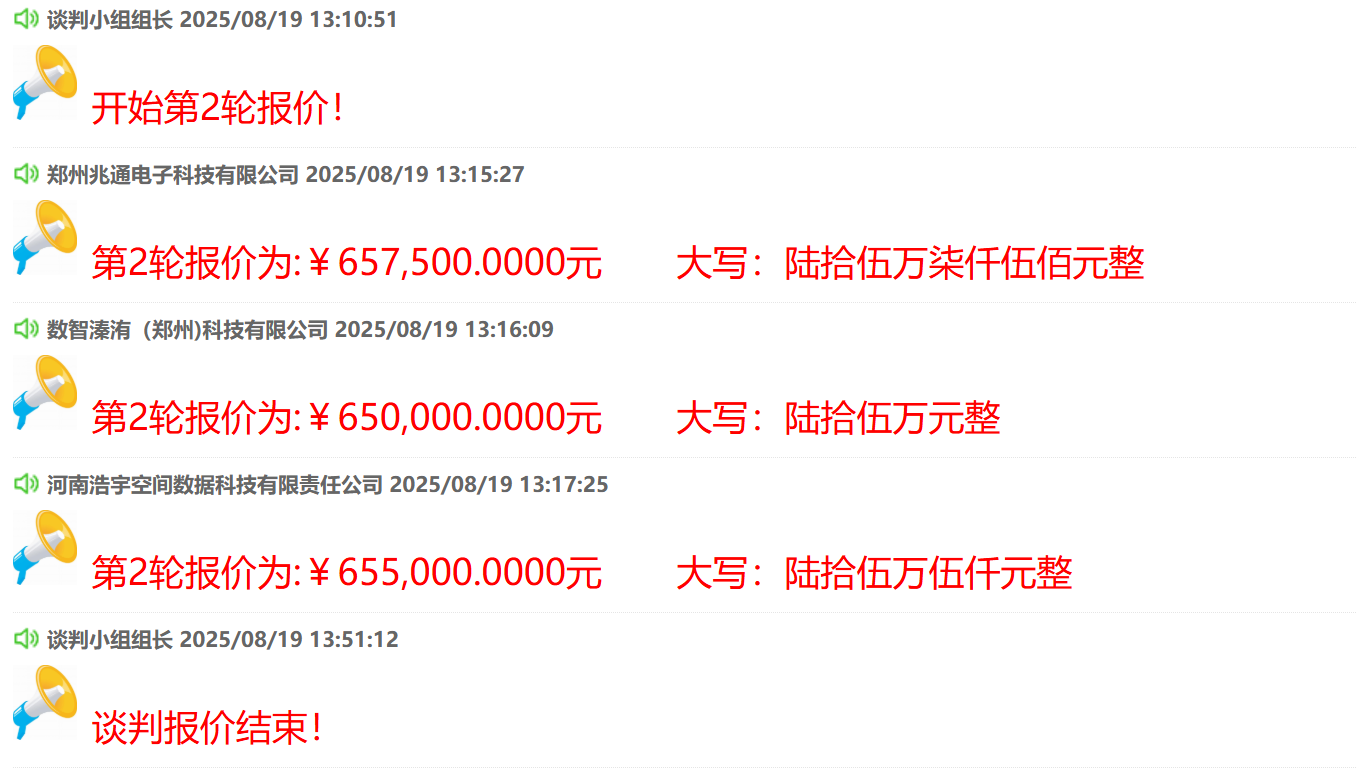 谈判小组组长 2025/08/19 13:10:51
开始第2轮报价！
郑州兆通电子科技有限公司 2025/08/19 13:15:27
第2轮报价为:￥657,500.0000元 大写：陆拾伍万柒仟伍佰元整
数智溱洧（郑州)科技有限公司 2025/08/19 13:16:09
第2轮报价为:￥650,000.0000元 大写：陆拾伍万元整
河南浩宇空间数据科技有限责任公司 2025/08/19 13:17:25
第2轮报价为:￥655,000.0000元 大写：陆拾伍万伍仟元整
谈判小组组长 2025/08/19 13:51:12
谈判报价结束！